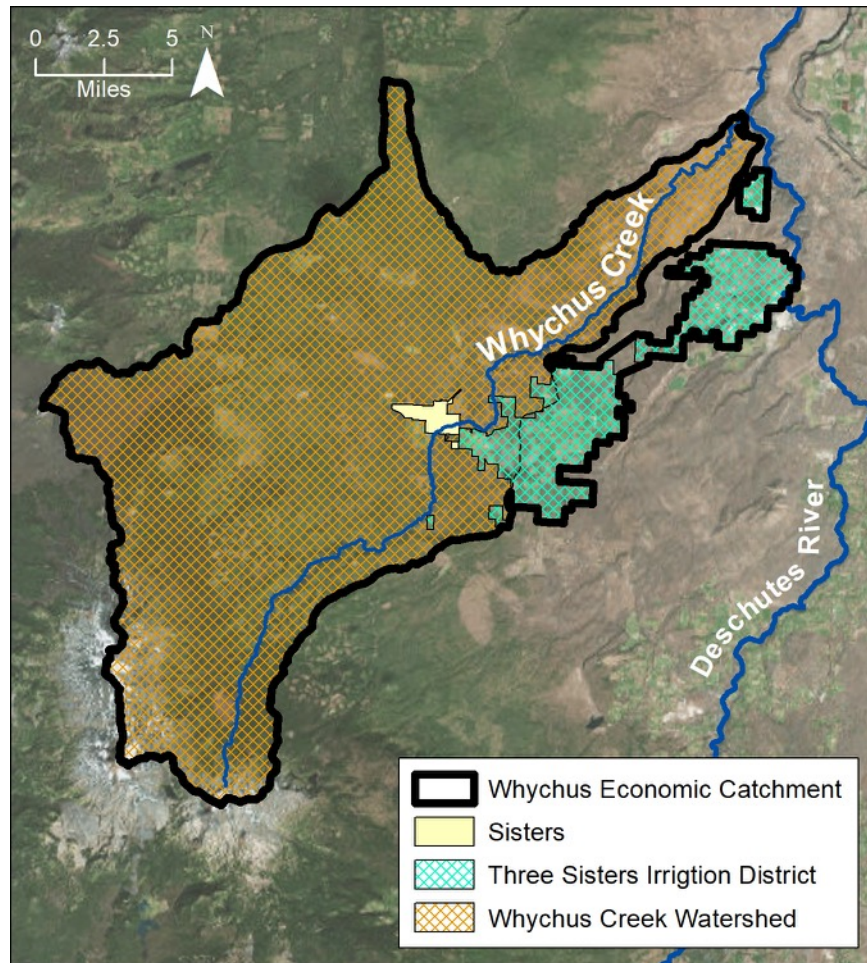 0 2.5 5
Miles
N
Whychus Creek
Deschutes River
Whychus Economic Catchment
Sisters
Three Sisters Irrigtion District
Whychus Creek Watershed